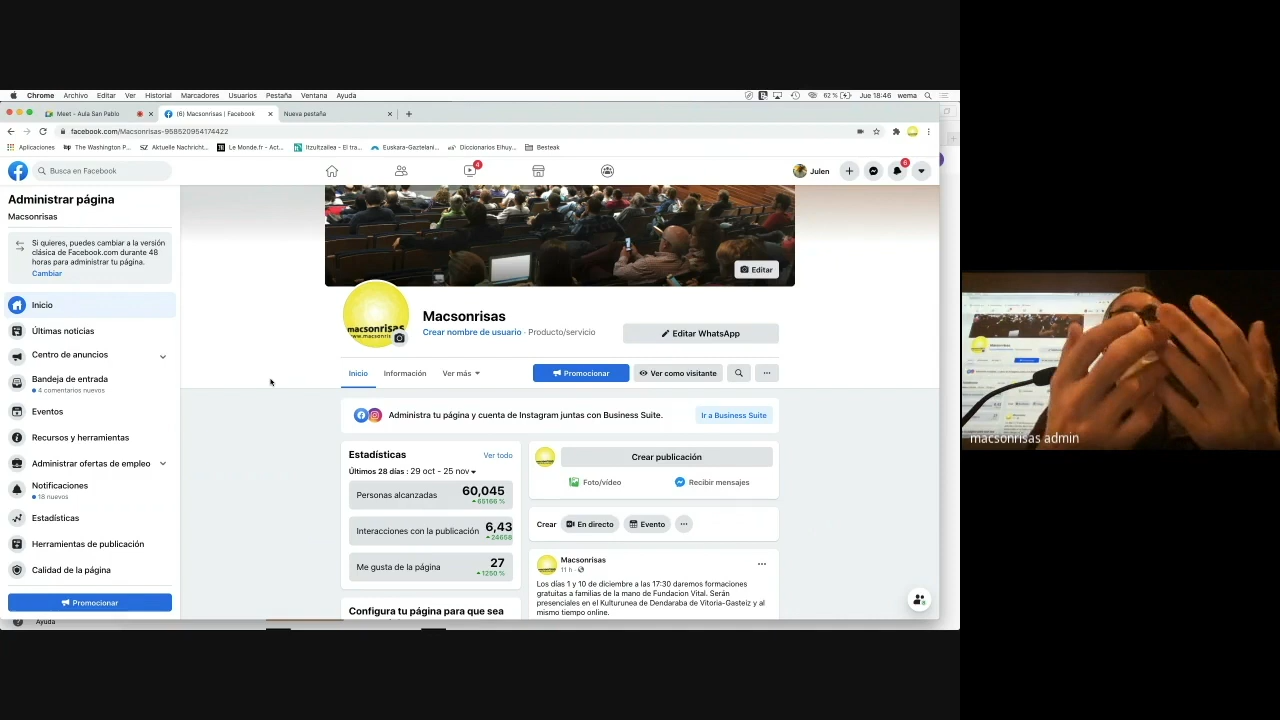 Chrome Archivo Editar Ver Historial Marcadores Usuarios Pestaña Ventana Ayuda
62 % Jue 18:46 wema
Meet - Aula San Pablo
(6) Macsonrisas | Facebook
Nueva pestaña
facebook.com/Macsonrisas-958520954174422
Aplicaciones The Washington P... Aktuelle Nachricht... Le Monde.fr - Act... Itzultzailea - El tra... Euskara-Gaztelani... Diccionarios Elhuy... Besteak
Busca en Facebook
4
Julen
6
Administrar página
Macsonrisas
Si quieres, puedes cambiar a la versión
clásica de Facebook.com durante 48
horas para administrar tu página.
Cambiar
Inicio
Últimas noticias
Centro de anuncios
Bandeja de entrada
4 comentarios nuevos
Eventos
Recursos y herramientas
Administrar ofertas de empleo
Notificaciones
18 nuevos
Estadísticas
Herramientas de publicación
Calidad de la página
Promocionar
Ayuda
Editar
macsonrisas
Macsonrisas
Crear nombre de usuario · Producto/servicio
Editar WhatsApp
Inicio Información Ver más
Promocionar
Ver como visitante
Administra tu página y cuenta de Instagram juntas con Business Suite.
Ir a Business Suite
Estadísticas
Ver todo
Últimos 28 días : 29 oct - 25 nov
Personas alcanzadas 60,045
65166 %
Interacciones con la publicación 6,43
24658
Me gusta de la página 27
1250 %
Configura tu página para que sea
Crear publicación
Foto/vídeo
Recibir mensajes
Crear En directo Evento
Macsonrisas
11 h ·
Los días 1 y 10 de diciembre a las 17:30 daremos formaciones
gratuitas a familias de la mano de Fundacion Vital. Serán
presenciales en el Kulturunea de Dendaraba de Vitoria-Gasteiz y al
mismo tiempo online.
macsonrisas admin